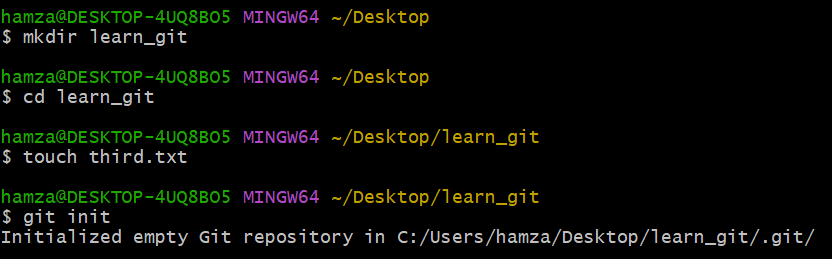 hamza@DESKTOP-4UQ8BO5 MINGW64 ~/Desktop
$ mkdir learn_git
hamza@DESKTOP-4UQ8BO5 MINGW64 ~/Desktop
$ cd learn_git
hamza@DESKTOP-4UQ8BO5 MINGW64 ~/Desktop/learn_git
$ touch third.txt
hamza@DESKTOP-4UQ8BO5 MINGW64 ~/Desktop/learn_git
$ git init
Initialized empty Git repository in C:/Users/hamza/Desktop/learn_git/.git/